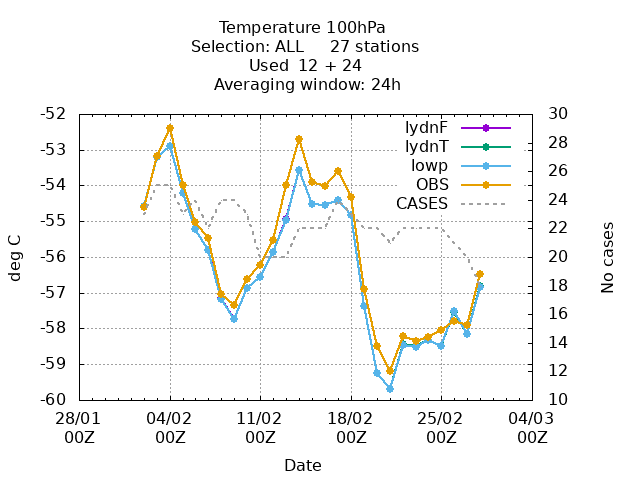 Temperature 100hPa
Selection: ALL     27 stations
Used  12 + 24
Averaging window: 24h
-52
-53
-54
-55
-56
-57
-58
-59
-60
deg C
30
28
26
24
22
20
18
16
14
12
10
No cases
lydnF
lydnT
lowp
OBS
CASES
28/01 04/02 11/02 18/02 25/02 04/03
00Z 00Z 00Z 00Z 00Z 00Z
Date